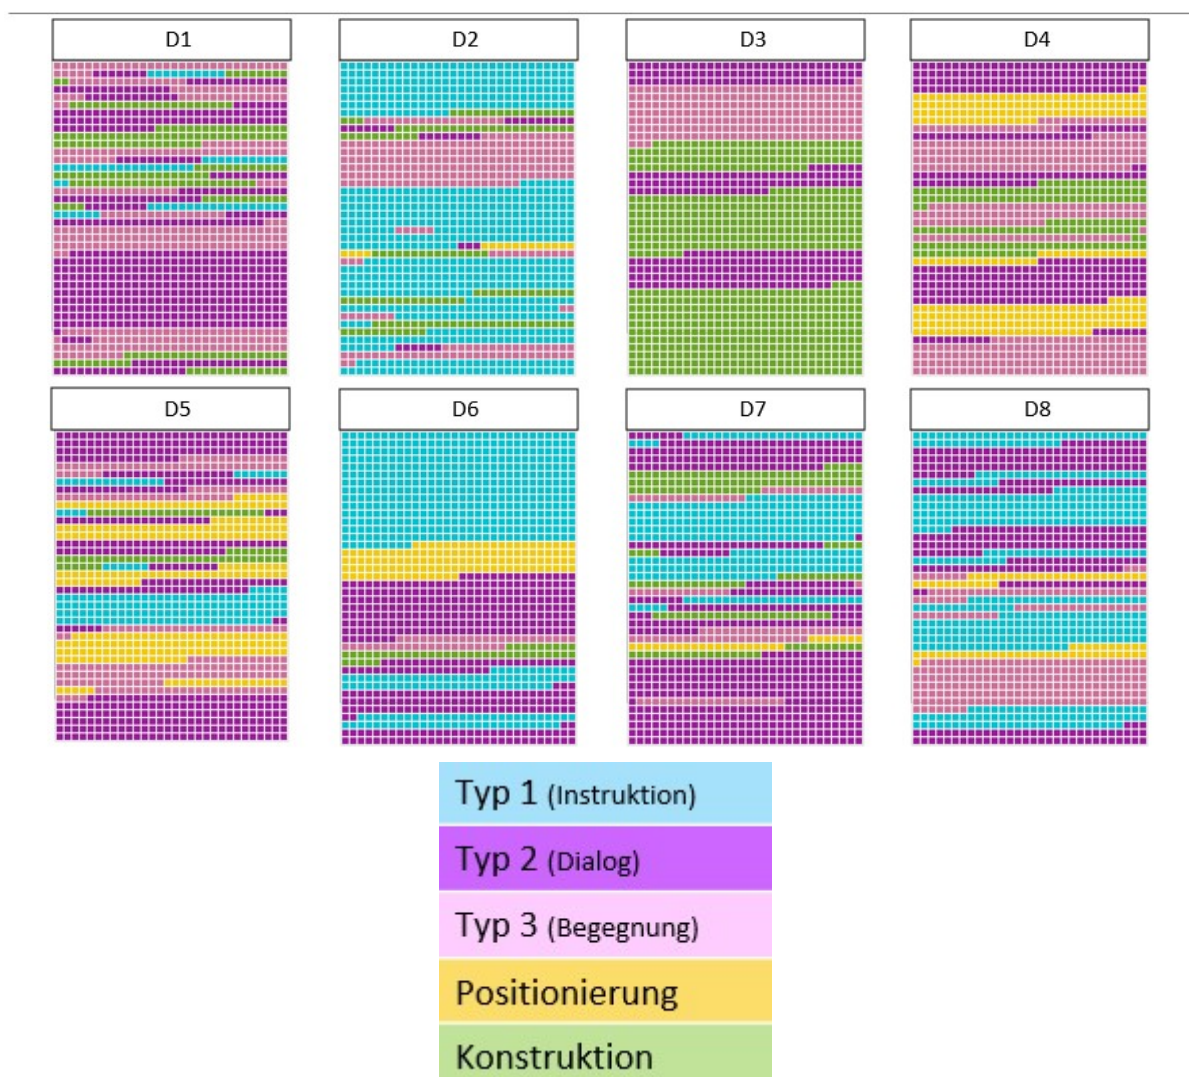 D1
D2
D3
D4
D5
D6
D7
D8
Typ 1 (Instruktion)
Typ 2 (Dialog)
Typ 3 (Begegnung)
Positionierung
Konstruktion